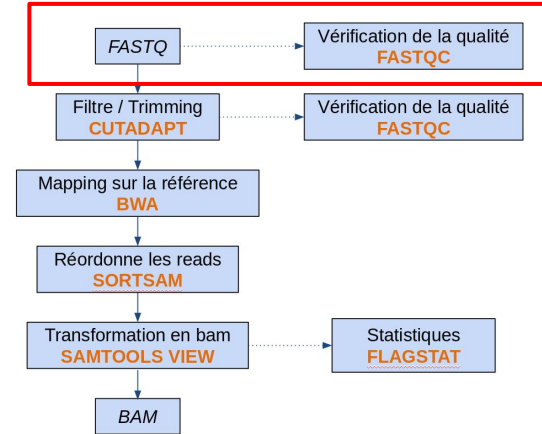 FASTQ
Vérification de la qualité
FASTQC
Filtre / Trimming
CUTADAPT
Vérification de la qualité
FASTQC
Mapping sur la référence
BWA
Réordonne les reads
SORTSAM
Transformation en bam
SAMTOOLS VIEW
Statistiques
FLAGSTAT
BAM